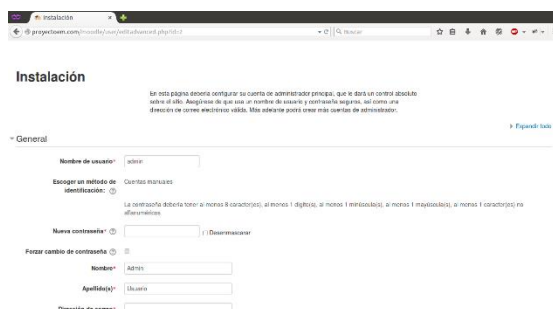 Instalación
proyectoem.com/moodle/user/editadvanced.php?id=2
Buscar
Instalación
En esta página debería configurar su cuenta de administrador principal, que le dará un control absoluto
sobre el sitio. Asegúrese de que usa un nombre de usuario y contraseña seguros, así como una
dirección de correo electrónico válida. Más adelante podrá crear más cuentas de administrador.
Expandir todo
General
Nombre de usuario* admin
Escoger un método de Cuentas manuales
identificación:
La contraseña debería tener al menos 8 caracter(es), al menos 1 dígito(s), al menos 1 minúscula(s), al menos 1 mayúscula(s), al menos 1 caracter(es) no
alfanuméricos
Nueva contraseña* Desenmascarar
Forzar cambio de contraseña
Nombre* Admin
Apellido(s)* Usuario
Dirección de correo*